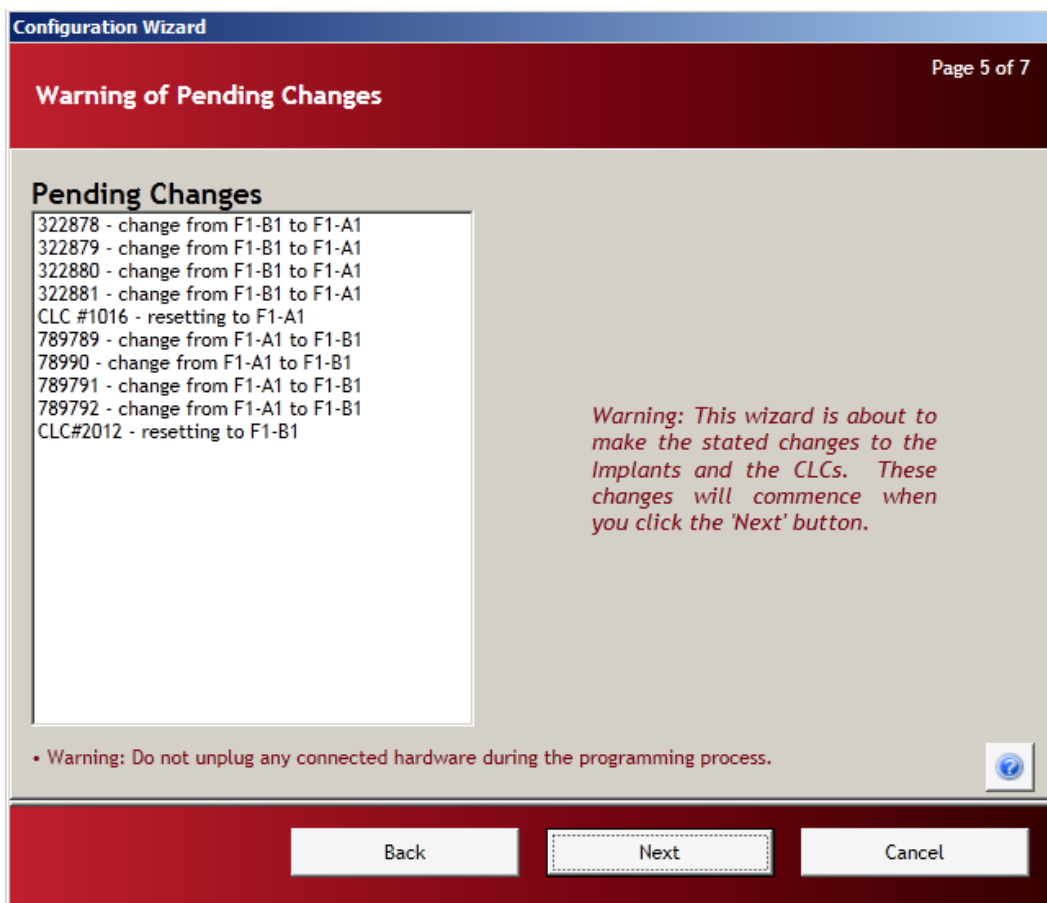 Configuration Wizard
Page 5 of 7
Warning of Pending Changes
Pending Changes
322878 - change from F1-B1 to F1-A1
322879 - change from F1-B1 to F1-A1
322880 - change from F1-B1 to F1-A1
322881 - change from F1-B1 to F1-A1
CLC #1016 - resetting to F1-A1
789789 - change from F1-A1 to F1-B1
78990 - change from F1-A1 to F1-B1
789791 - change from F1-A1 to F1-B1
789792 - change from F1-A1 to F1-B1
CLC#2012 - resetting to F1-B1
Warning: This wizard is about to
make the stated changes to the
Implants and the CLCs. These
changes will commence when
you click the 'Next' button.
• Warning: Do not unplug any connected hardware during the programming process.
Back
Next
Cancel